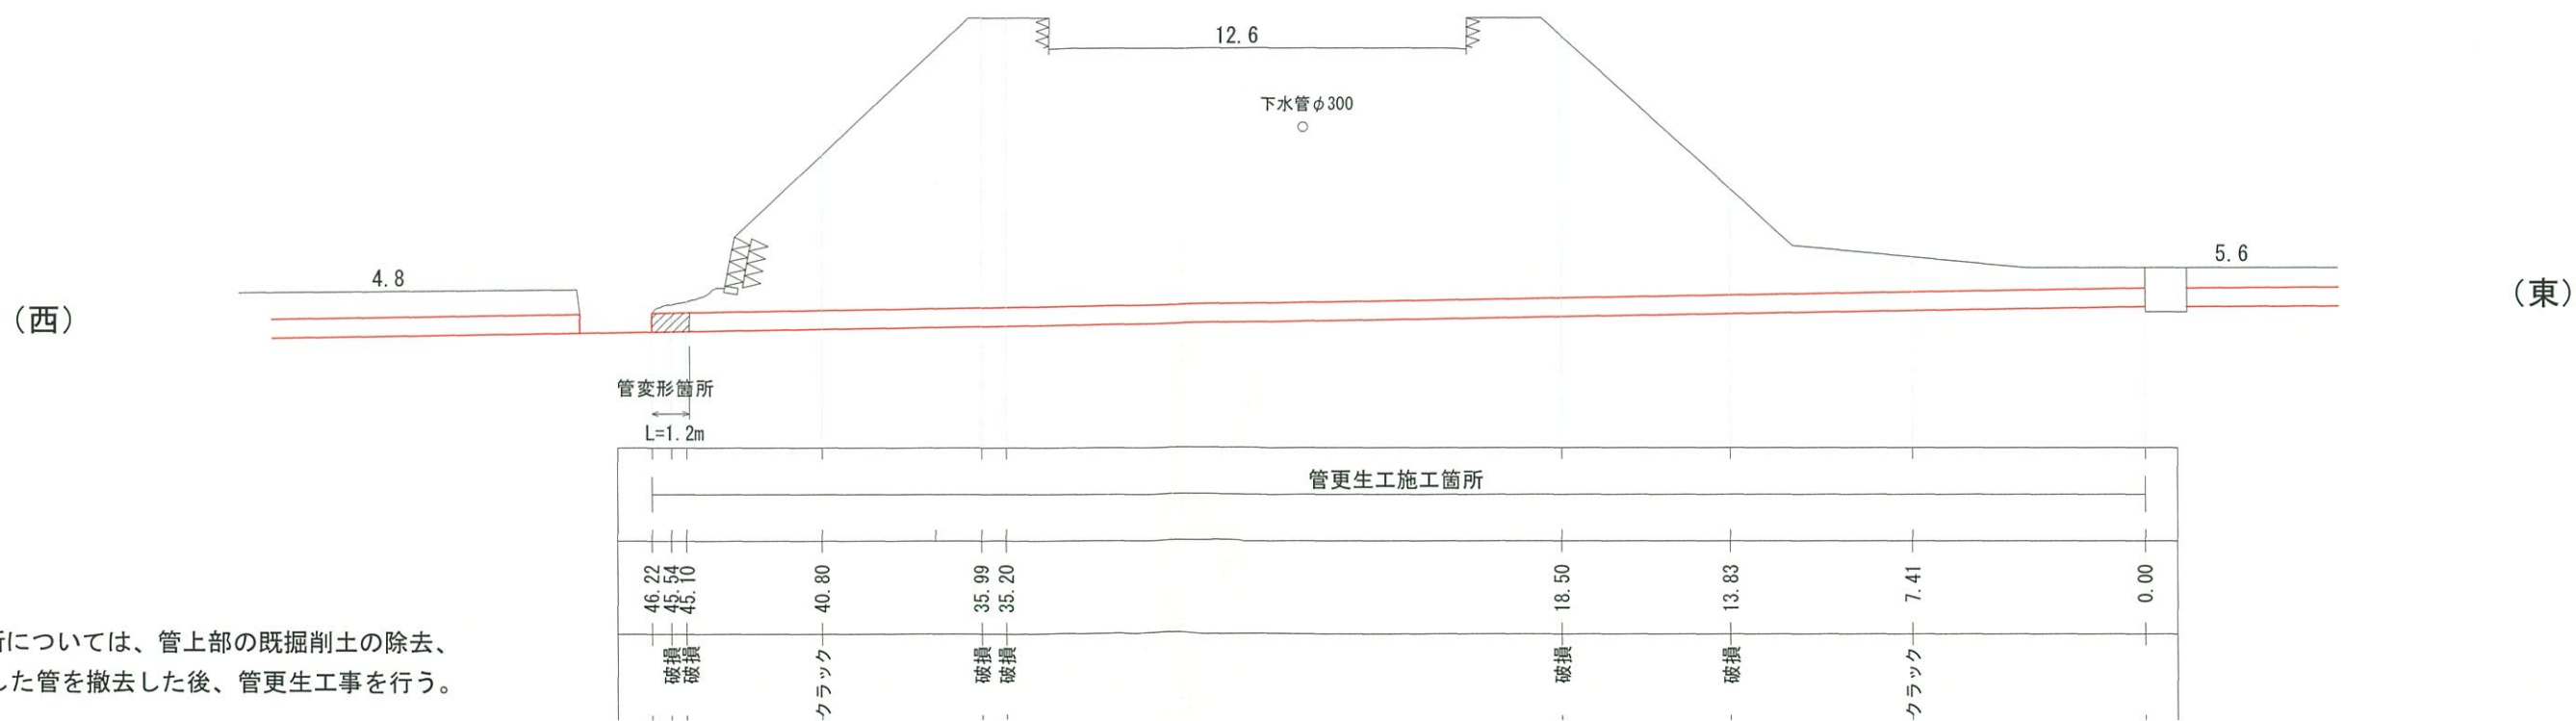 12.6
下水管φ300
5.6
4.8
(西)
(東)
管変形箇所
L=1.2m
管更生工施工箇所
46.22
45.54
45.10
40.80
35.99
35.20
18.50
13.83
7.41
0.00
破損
破損
クラック
破損
破損
破損
破損
クラック
については、管上部の既掘削土の除去、
した管を撤去した後、管更生工事を行う。